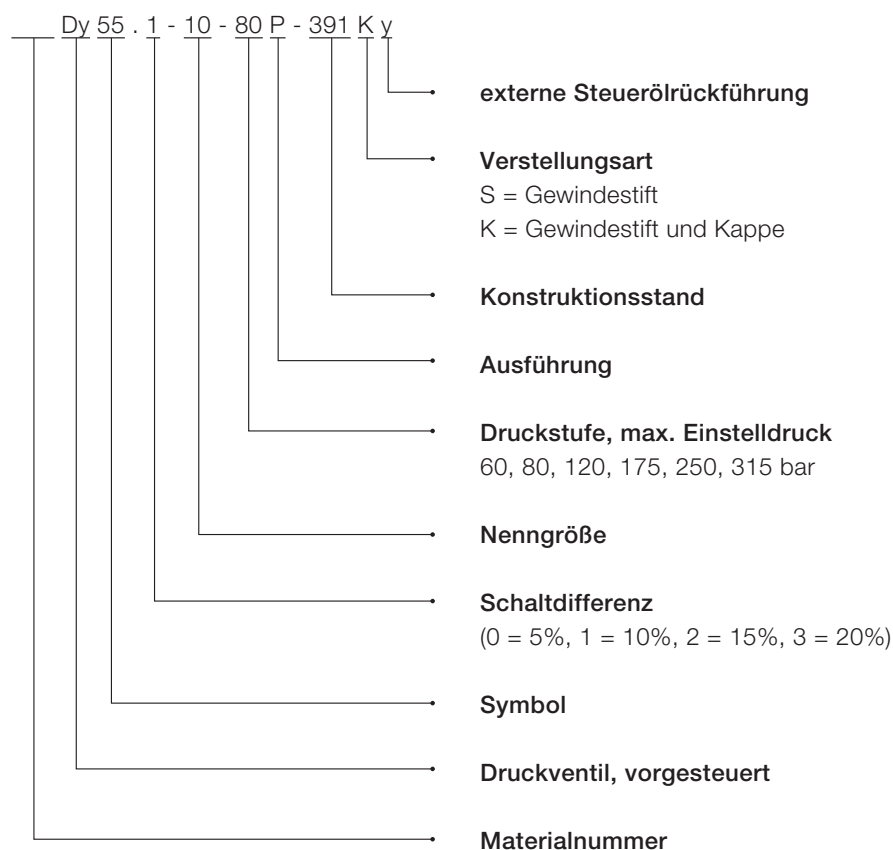 Dy 55 . 1 - 10 - 80 P - 391 K y
externe Steuerölrückführung
Verstellungsart
S = Gewindestift
K = Gewindestift und Kappe
Konstruktionsstand
Ausführung
Druckstufe, max. Einstelldruck
60, 80, 120, 175, 250, 315 bar
Nenngröße
Schaltdifferenz
(0 = 5%, 1 = 10%, 2 = 15%, 3 = 20%)
Symbol
Druckventil, vorgesteuert
Materialnummer